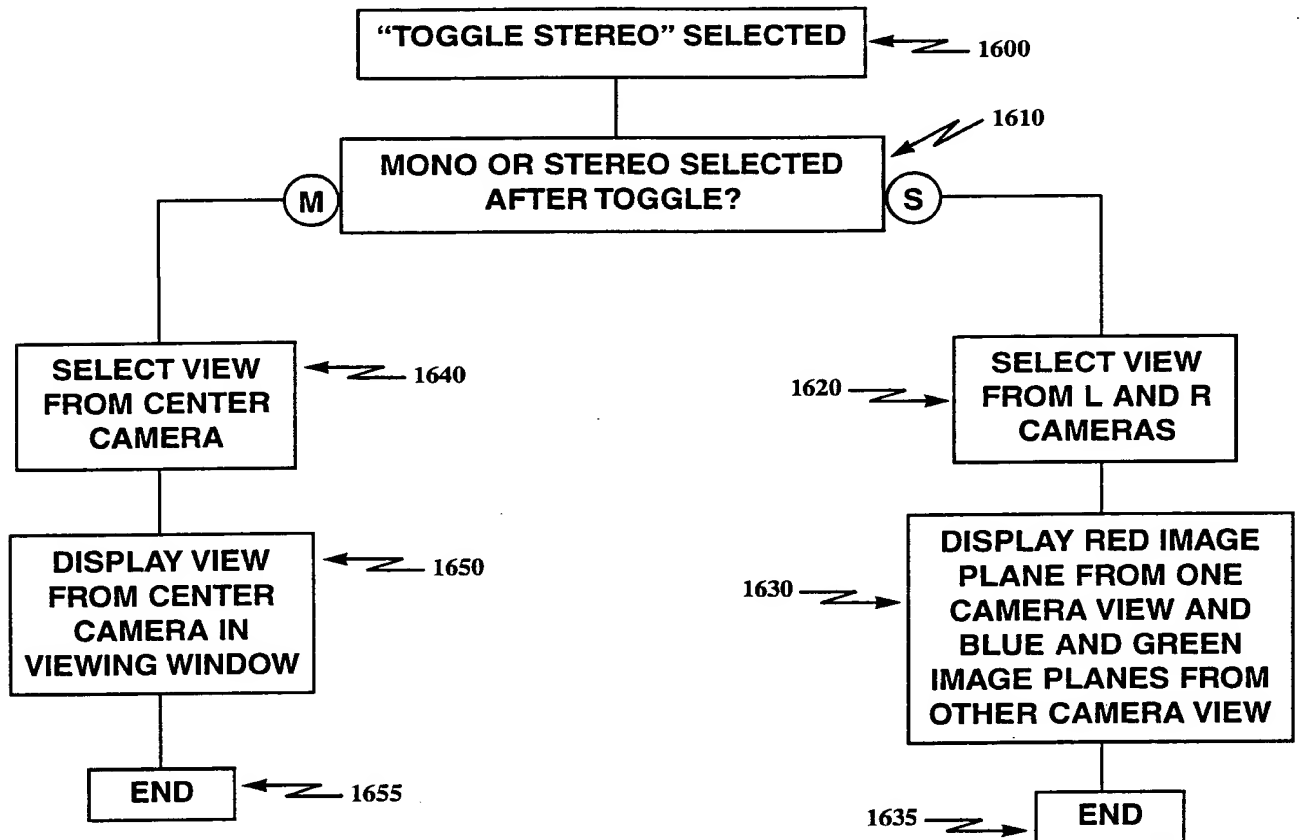 “TOGGLE STEREO” SELECTED
1600
1610
MONO OR STEREO SELECTED
AFTER TOGGLE?
M
S
SELECT VIEW
FROM CENTER
CAMERA
1640
1620
SELECT VIEW
FROM L AND R
CAMERAS
DISPLAY VIEW
FROM CENTER
CAMERA IN
VIEWING WINDOW
1650
1630
DISPLAY RED IMAGE
PLANE FROM ONE
CAMERA VIEW AND
BLUE AND GREEN
IMAGE PLANES FROM
OTHER CAMERA VIEW
END
1655
1635
END